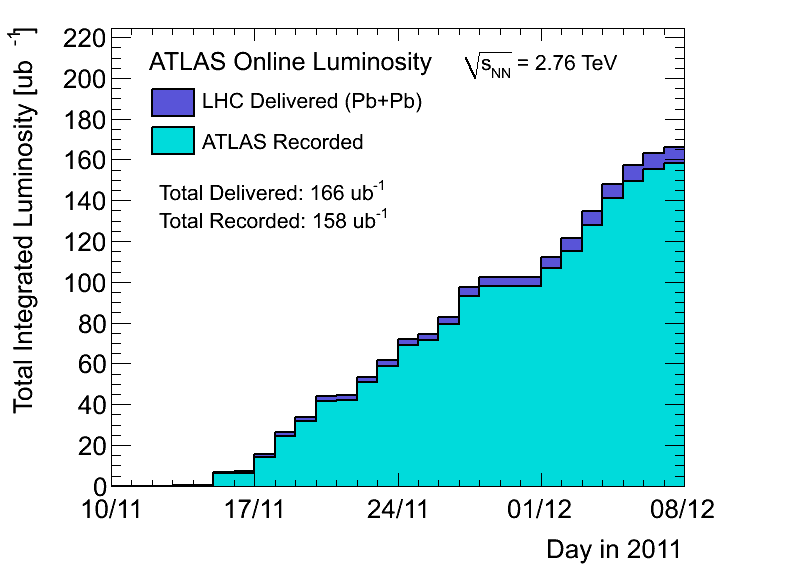 Total Integrated Luminosity [ub⁻¹]
220
200
180
160
140
120
100
80
60
40
20
0
ATLAS Online Luminosity √sNN = 2.76 TeV
LHC Delivered (Pb+Pb)
ATLAS Recorded
Total Delivered: 166 ub⁻¹
Total Recorded: 158 ub⁻¹
10/11 17/11 24/11 01/12 08/12
Day in 2011